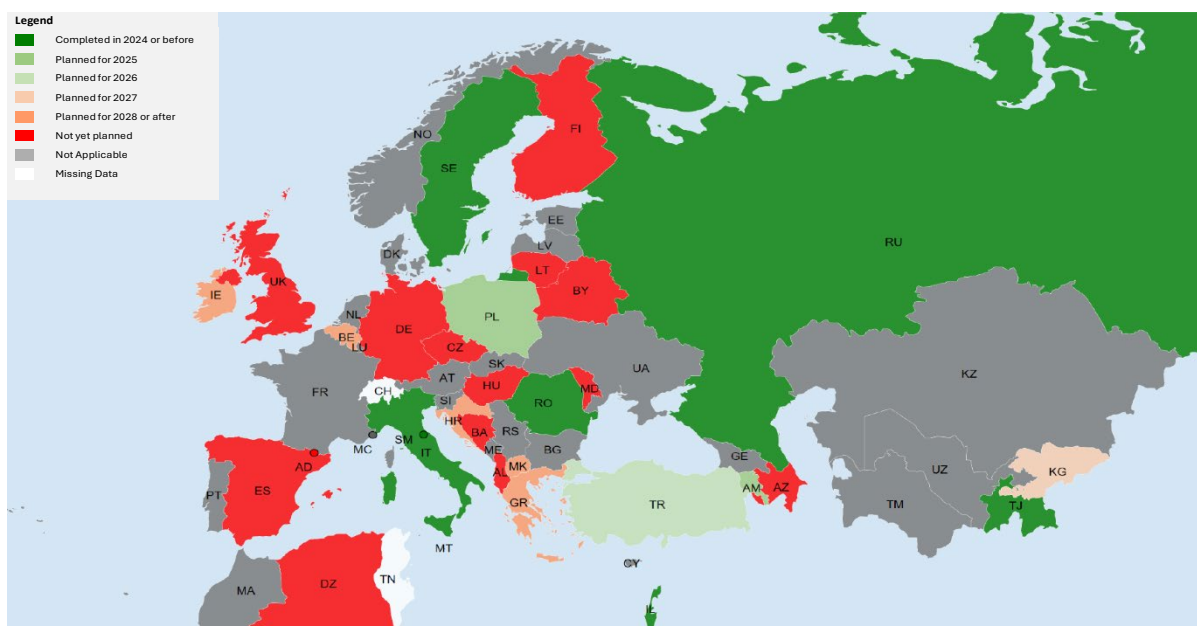 Legend
Completed in 2024 or before
Planned for 2025
Planned for 2026
Planned for 2027
Planned for 2028 or after
Not yet planned
Not Applicable
Missing Data
NO
FI
SE
EE
RU
LV
DK
LT
UK
IE
BY
NL
PL
DE
BE
LU
CZ
SK
UA
KZ
AT
FR
CH
HU
MD
SI
RO
HR
BA
RS
MC
SM
IT
ME
BG
GE
AD
AL
MK
UZ
KG
PT
ES
AM
AZ
GR
TR
TM
TJ
MT
CY
TN
DZ
MA
IL